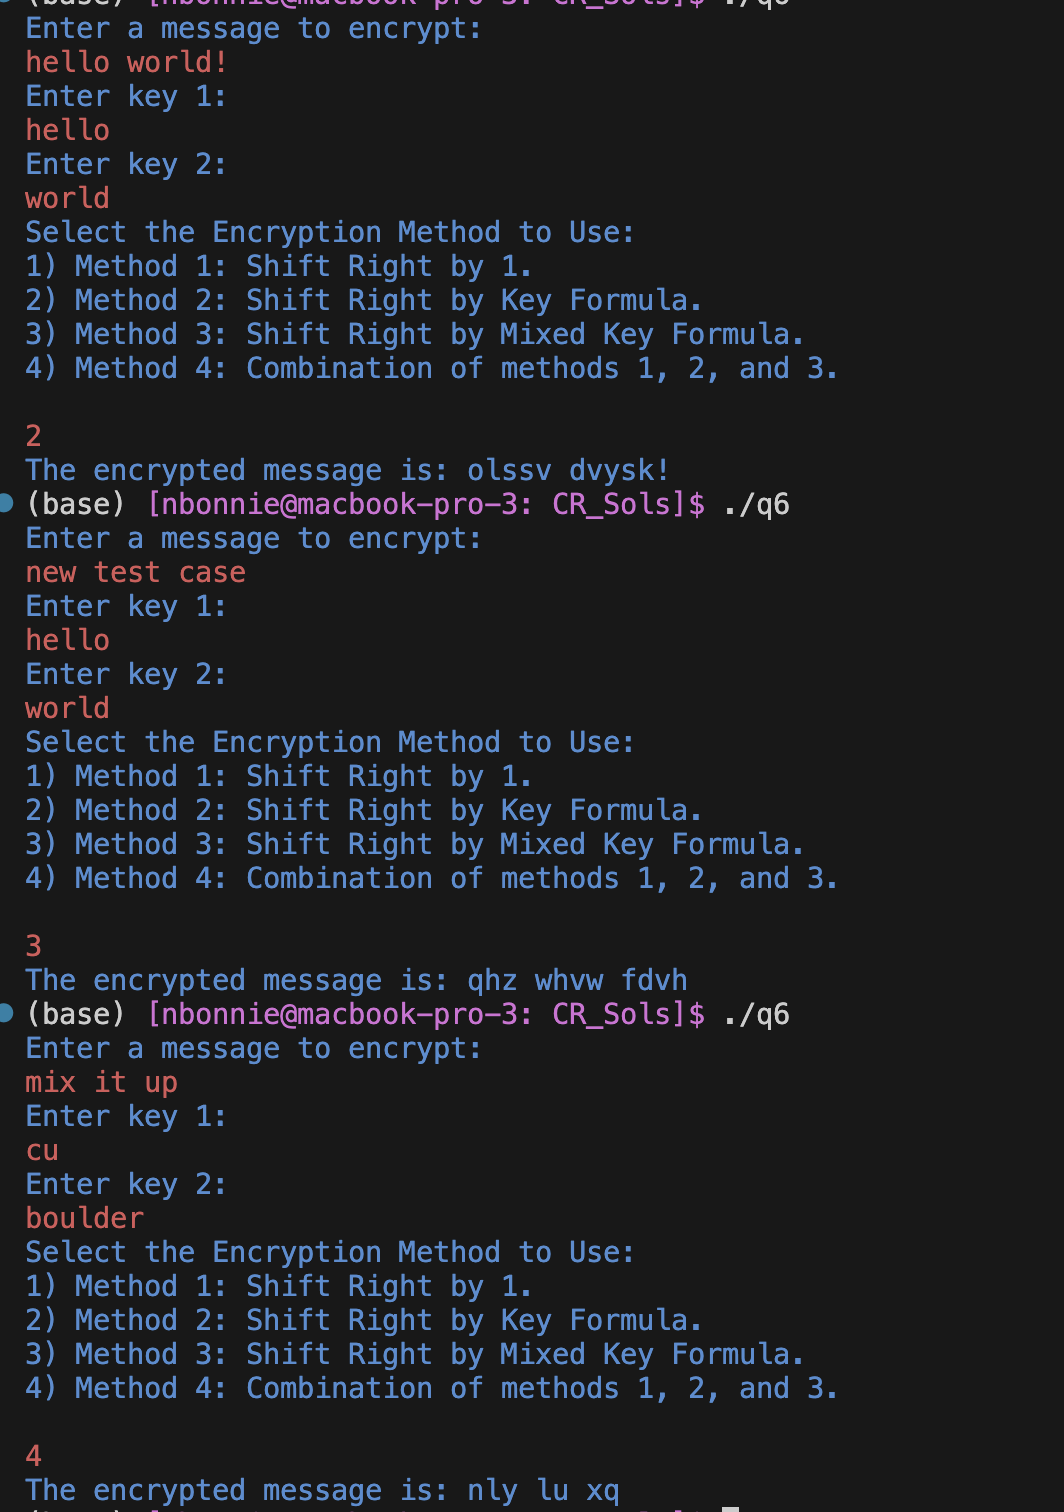 (base) [nbonnie@macbook-pro-3: CR_Sols]$ ./q6
Enter a message to encrypt:
hello world!
Enter key 1:
hello
Enter key 2:
world
Select the Encryption Method to Use:
1) Method 1: Shift Right by 1.
2) Method 2: Shift Right by Key Formula.
3) Method 3: Shift Right by Mixed Key Formula.
4) Method 4: Combination of methods 1, 2, and 3.
2
The encrypted message is: olssv dvysk!
(base) [nbonnie@macbook-pro-3: CR_Sols]$ ./q6
Enter a message to encrypt:
new test case
Enter key 1:
hello
Enter key 2:
world
Select the Encryption Method to Use:
1) Method 1: Shift Right by 1.
2) Method 2: Shift Right by Key Formula.
3) Method 3: Shift Right by Mixed Key Formula.
4) Method 4: Combination of methods 1, 2, and 3.
3
The encrypted message is: qhz whvw fdvh
(base) [nbonnie@macbook-pro-3: CR_Sols]$ ./q6
Enter a message to encrypt:
mix it up
Enter key 1:
cu
Enter key 2:
boulder
Select the Encryption Method to Use:
1) Method 1: Shift Right by 1.
2) Method 2: Shift Right by Key Formula.
3) Method 3: Shift Right by Mixed Key Formula.
4) Method 4: Combination of methods 1, 2, and 3.
4
The encrypted message is: nly lu xq